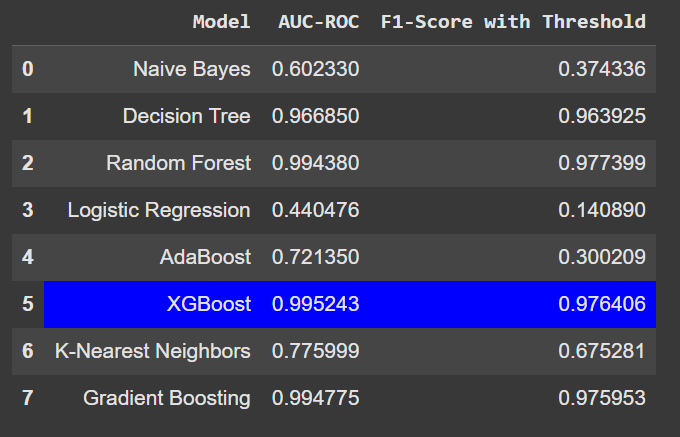 Model AUC-ROC F1-Score with Threshold
0 Naive Bayes 0.602330 0.374336
1 Decision Tree 0.966850 0.963925
2 Random Forest 0.994380 0.977399
3 Logistic Regression 0.440476 0.140890
4 AdaBoost 0.721350 0.300209
5 XGBoost 0.995243 0.976406
6 K-Nearest Neighbors 0.775999 0.675281
7 Gradient Boosting 0.994775 0.975953